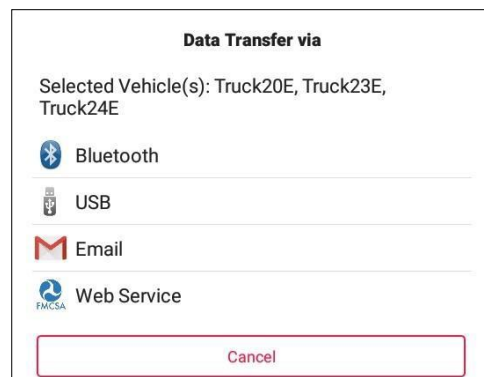 Data Transfer via
Selected Vehicle(s): Truck20E, Truck23E,
Truck24E
Bluetooth
USB
Email
FMCSA
Web Service
Cancel